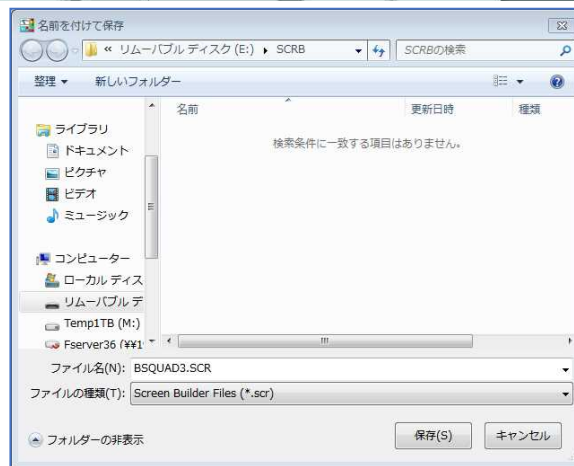 名前を付けて保存
« リムーバブル ディスク (E:) ▸ SCRB
SCRBの検索
整理 ▼ 新しいフォルダー
名前 更新日時 種類
検索条件に一致する項目はありません。
ライブラリ
ドキュメント
ピクチャ
ビデオ
ミュージック
コンピューター
ローカル ディス
リムーバブル デ
Temp1TB (M:)
Fserver36 (¥¥1
ファイル名(N): BSQUAD3.SCR
ファイルの種類(T): Screen Builder Files (*.scr)
フォルダーの非表示 保存(S) キャンセル